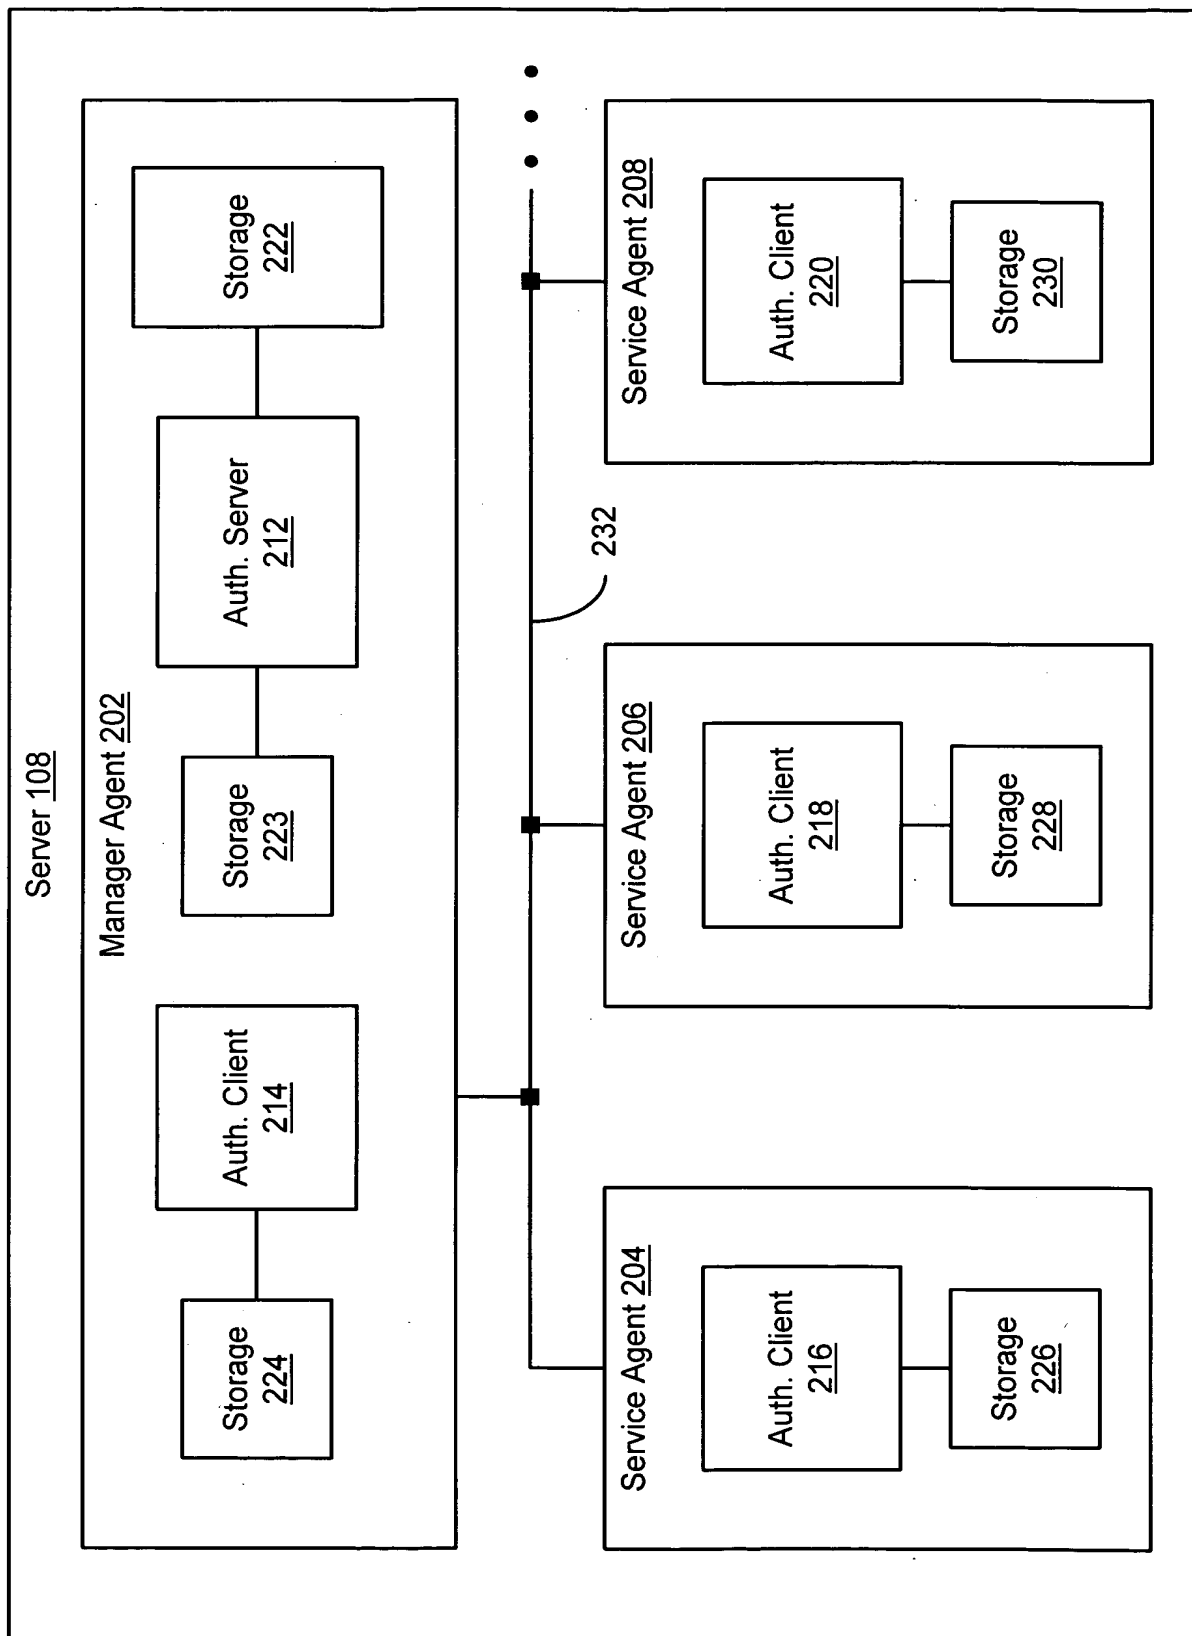 Server 108
Manager Agent 202
Storage
224
Auth. Client
214
Storage
223
Auth. Server
212
Storage
222
232
Service Agent 204
Auth. Client
216
Storage
226
Service Agent 206
Auth. Client
218
Storage
228
Service Agent 208
Auth. Client
220
Storage
230